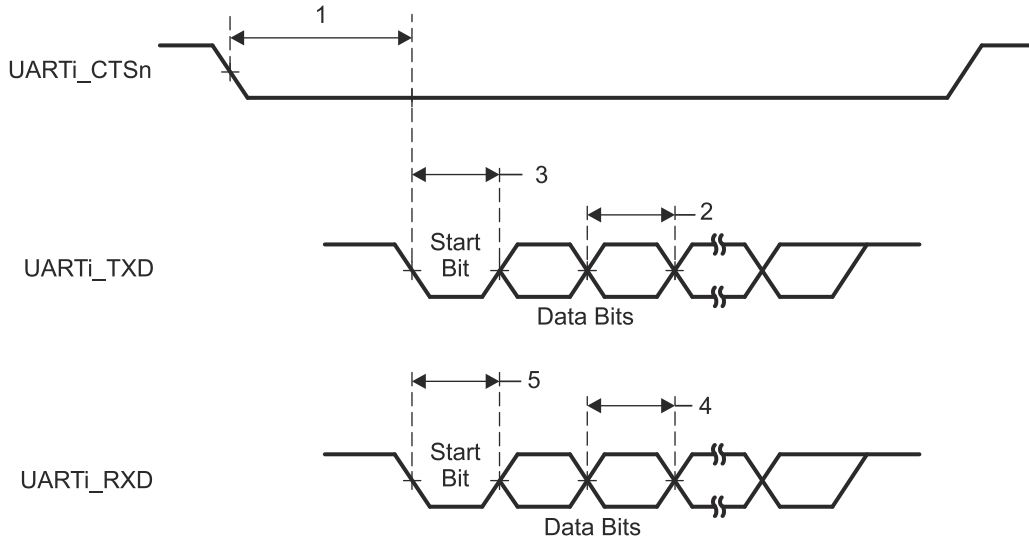 1
UARTi_CTSn
3
2
Start
Bit
UARTi_TXD
Data Bits
5
4
Start
Bit
UARTi_RXD
Data Bits